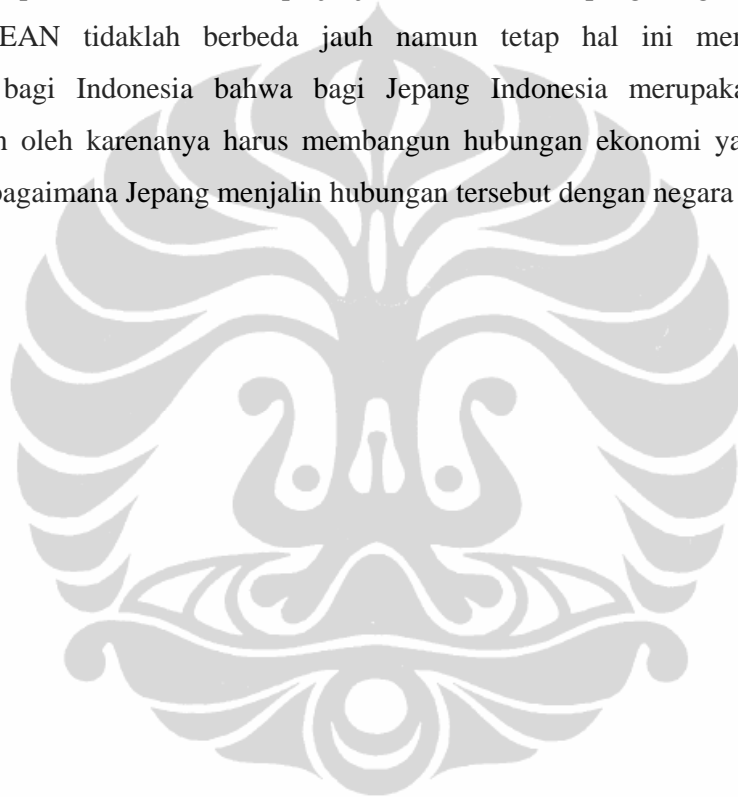 EAN tidaklah berbeda jauh namun tetap hal ini mer
bagi Indonesia bahwa bagi Jepang Indonesia merupaka
n oleh karenanya harus membangun hubungan ekonomi ya
bagaimana Jepang menjalin hubungan tersebut dengan negara